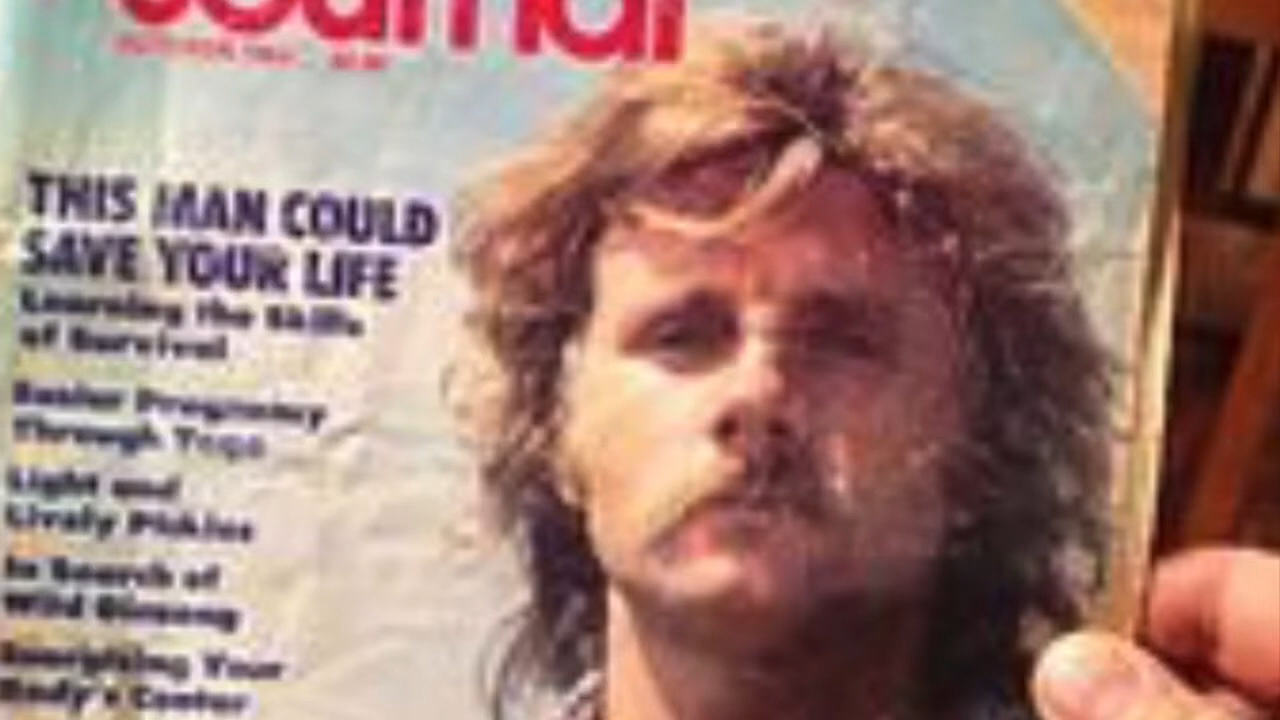 Journal
THIS MAN COULD
SAVE YOUR LIFE
Learning the Skills
of Survival
Easier Pregnancy
Through Yoga
Light and
Lively Pickles
In Search of
Wild Ginseng
Energizing Your
Body's Center